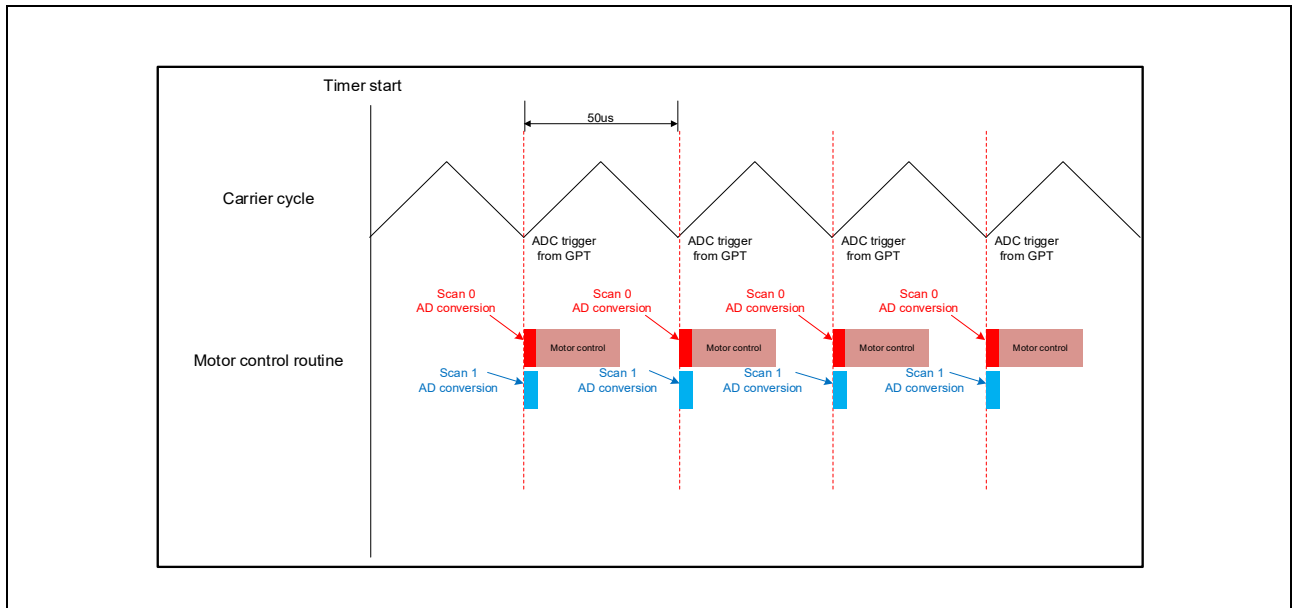 Timer start
50us
Carrier cycle
ADC trigger
from GPT
ADC trigger
from GPT
ADC trigger
from GPT
ADC trigger
from GPT
Scan 0
AD conversion
Scan 0
AD conversion
Scan 0
AD conversion
Scan 0
AD conversion
Motor control routine
Motor control
Motor control
Motor control
Motor control
Scan 1
AD conversion
Scan 1
AD conversion
Scan 1
AD conversion
Scan 1
AD conversion